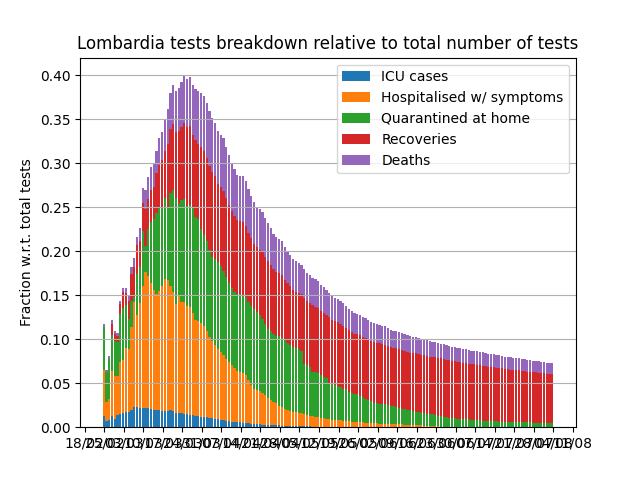 Lombardia tests breakdown relative to total number of tests
ICU cases
Hospitalised w/ symptoms
Quarantined at home
Recoveries
Deaths
Fraction w.r.t. total tests
0.40
0.35
0.30
0.25
0.20
0.15
0.10
0.05
0.00